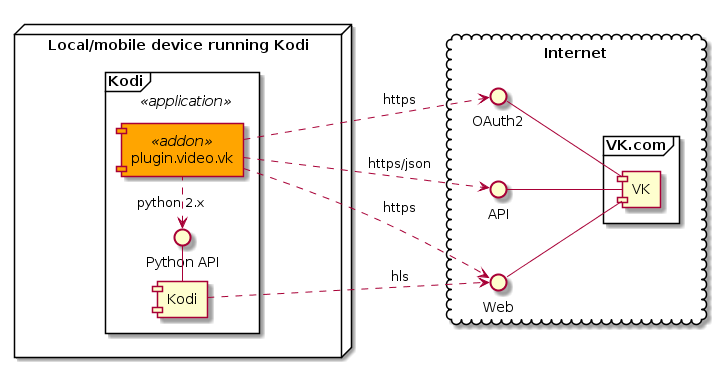 Local/mobile device running Kodi
Kodi
«application»
«addon»
plugin.video.vk
python 2.x
Python API
Kodi
https
https/json
https
hls
Internet
OAuth2
API
Web
VK.com
VK